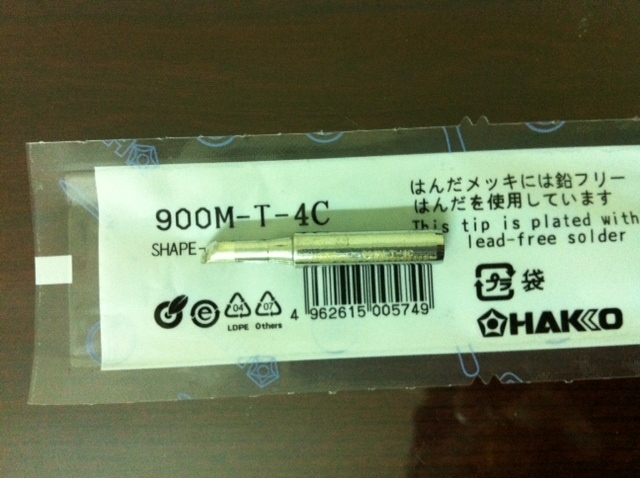 900M-T-4C
SHAPE-
はんだメッキには鉛フリー
はんだを使用しています
This tip is plated with
lead-free solder
プラ 袋
04 07
LDPE Others
4 962615 005749
HAKKO